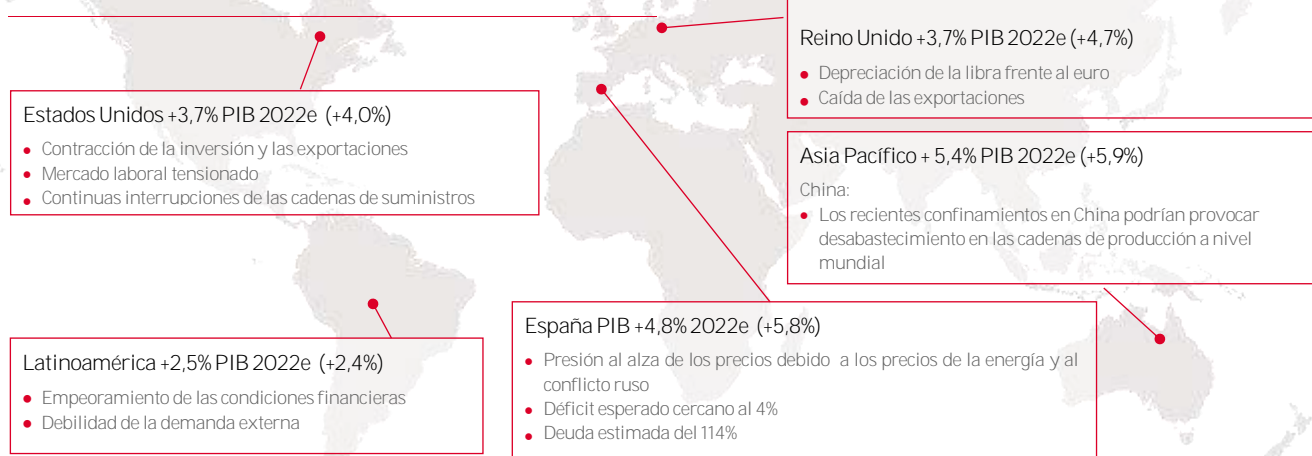 Reino Unido +3,7% PIB 2022e (+4,7%)
• Depreciación de la libra frente al euro
• Caída de las exportaciones
Estados Unidos +3,7% PIB 2022e (+4,0%)
• Contracción de la inversión y las exportaciones
• Mercado laboral tensionado
• Continuas interrupciones de las cadenas de suministros
Asia Pacífico + 5,4% PIB 2022e (+5,9%)
China:
• Los recientes confinamientos en China podrían provocar
desabastecimiento en las cadenas de producción a nivel
mundial
España PIB +4,8% 2022e (+5,8%)
• Presión al alza de los precios debido a los precios de la energía y al
conflicto ruso
• Déficit esperado cercano al 4%
• Deuda estimada del 114%
Latinoamérica +2,5% PIB 2022e (+2,4%)
• Empeoramiento de las condiciones financieras
• Debilidad de la demanda externa